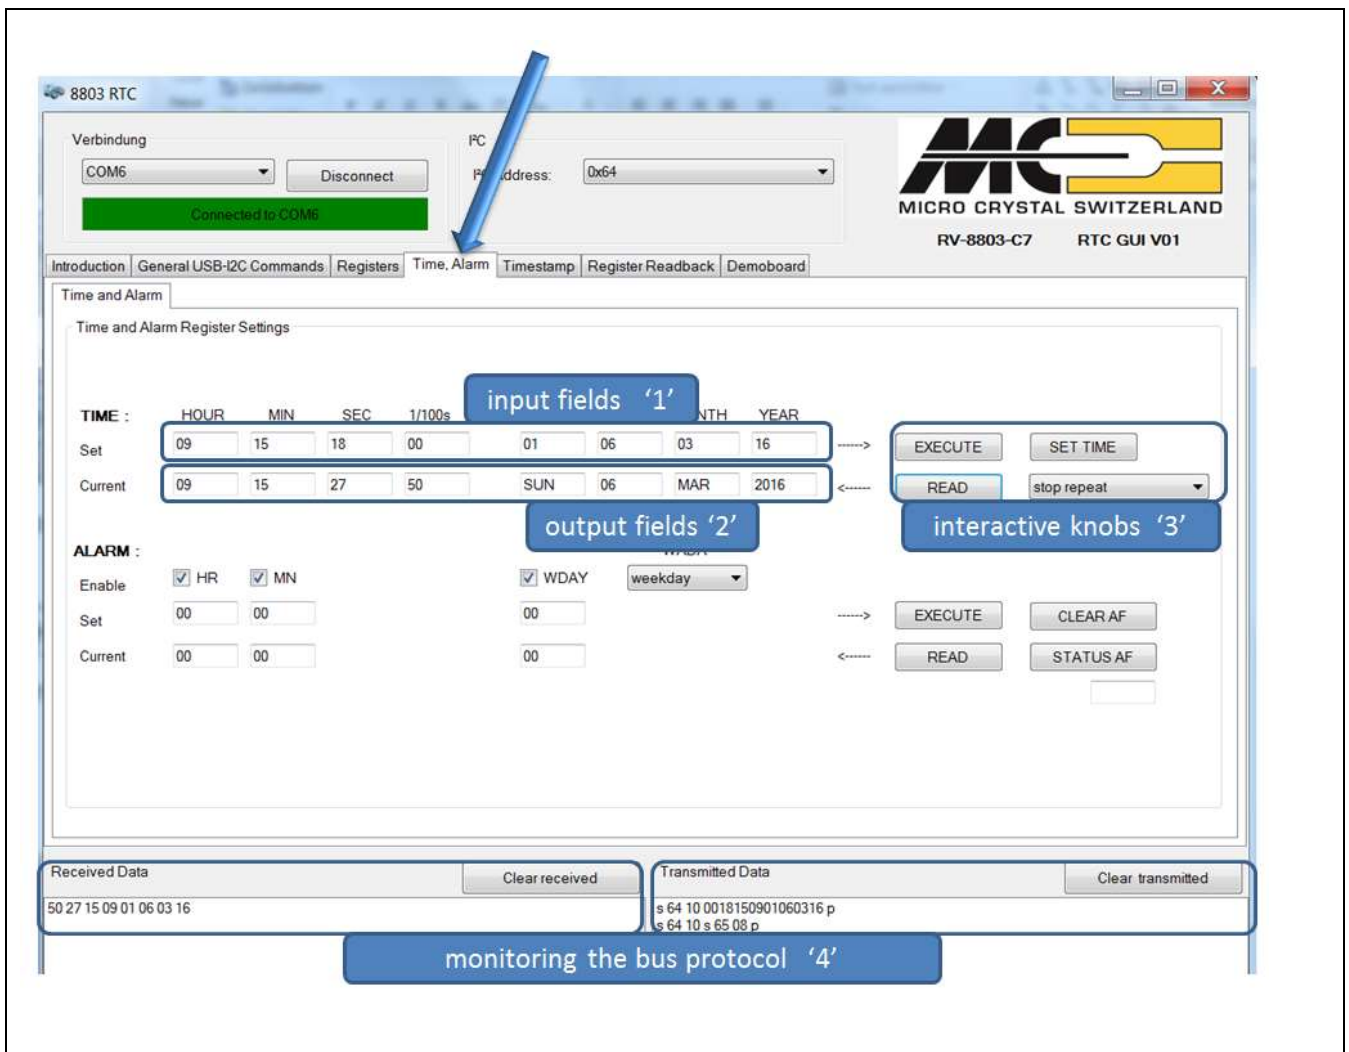 8803 RTC
Verbindung
COM6
Disconnect
Connected to COM6
I²C
ddress:
0x64
MICRO CRYSTAL SWITZERLAND
RV-8803-C7 RTC GUI V01
Introduction General USB-I2C Commands Registers Time, Alarm Timestamp Register Readback Demoboard
Time and Alarm
Time and Alarm Register Settings
input fields '1'
TIME : HOUR MIN SEC 1/100s NTH YEAR
Set 09 15 18 00 01 06 03 16 ------> EXECUTE SET TIME
Current 09 15 27 50 SUN 06 MAR 2016 <------ READ stop repeat
output fields '2' interactive knobs '3'
ALARM :
Enable HR MN WDAY weekday
Set 00 00 00 ------> EXECUTE CLEAR AF
Current 00 00 00 <------ READ STATUS AF
Received Data Clear received Transmitted Data Clear transmitted
50 27 15 09 01 06 03 16
s 64 10 0018150901060316 p
s 64 10 s 65 08 p
monitoring the bus protocol '4'